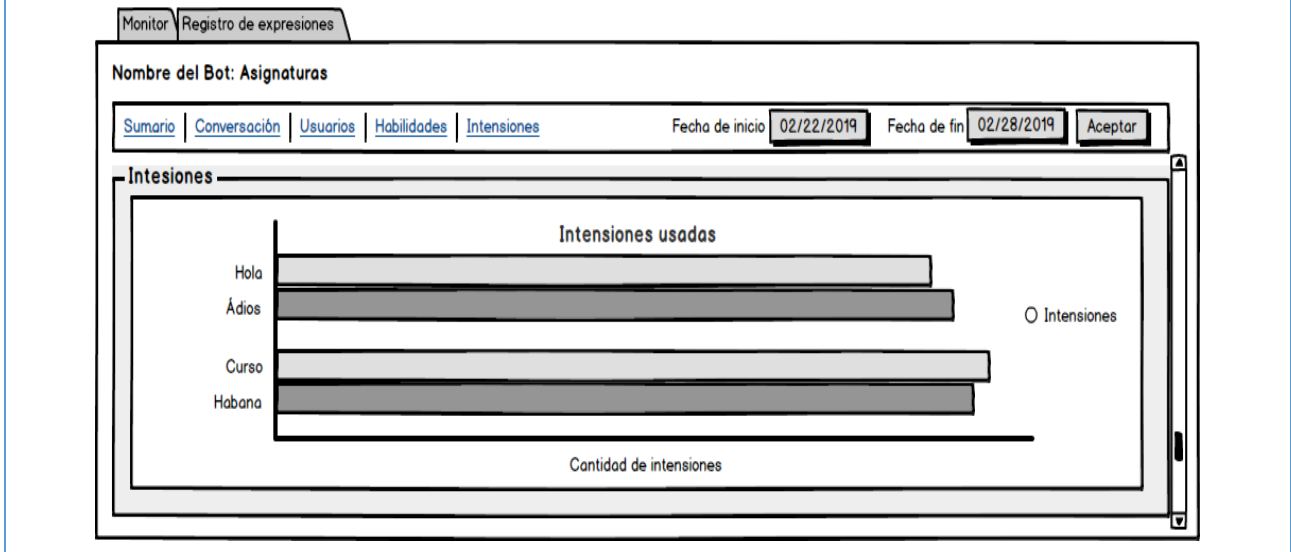 Monitor Registro de expresiones
Nombre del Bot: Asignaturas
Sumario Conversación Usuarios Habilidades Intensiones Fecha de inicio 02/22/2019 Fecha de fin 02/28/2019 Aceptar
Intesiones
Intensiones usadas
Hola
Ádios
Intensiones
Curso
Habana
Cantidad de intensiones